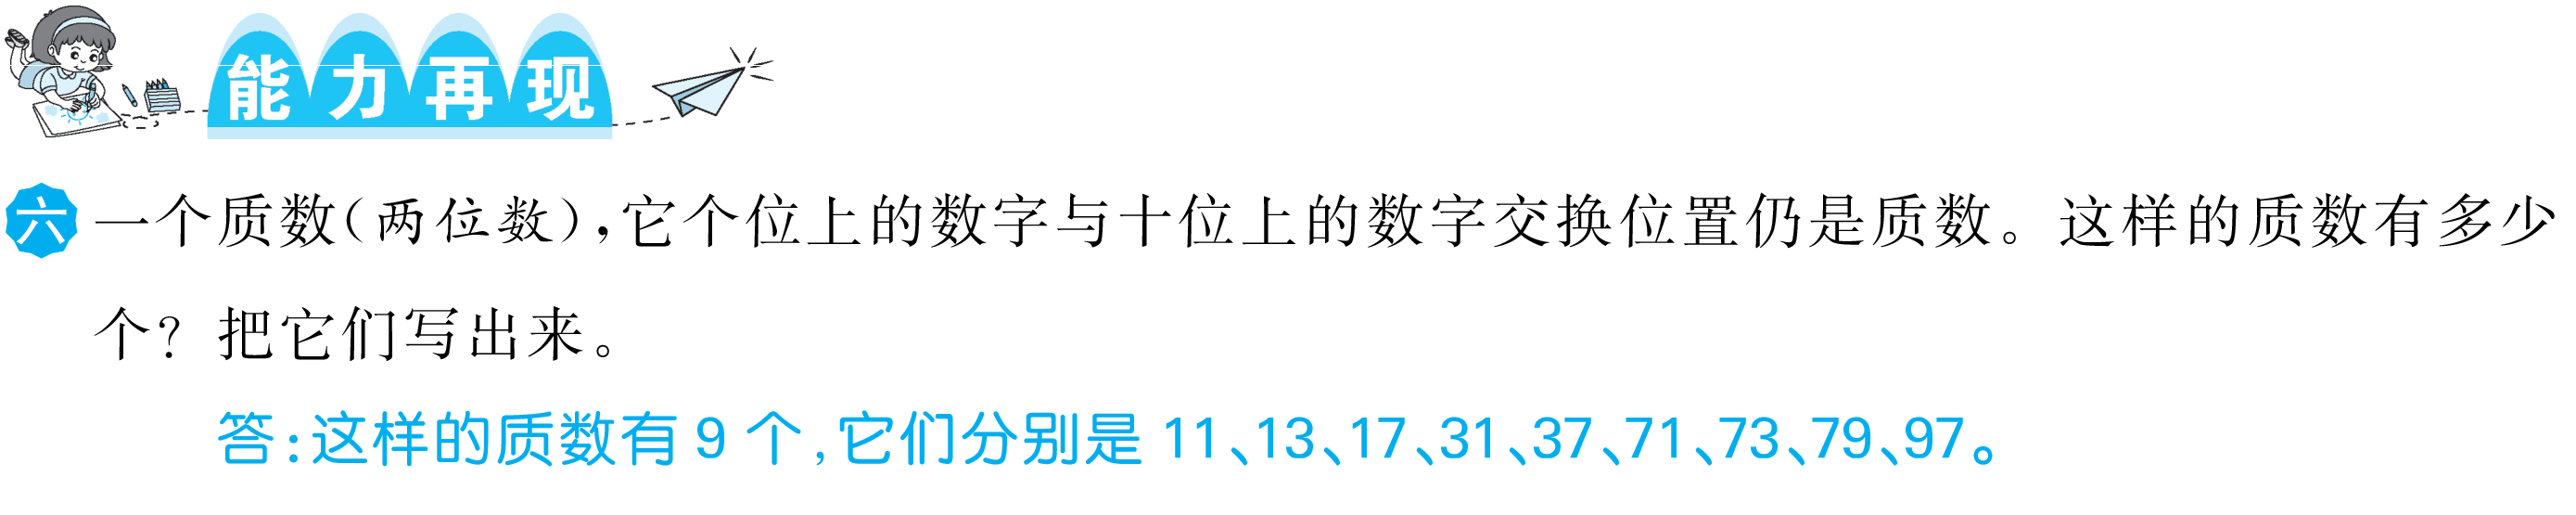 能力再现
六 一个质数(两位数),它个位上的数字与十位上的数字交换位置仍是质数。这样的质数有多少
个? 把它们写出来。
答:这样的质数有 9 个,它们分别是 11、13、17、31、37、71、73、79、97。